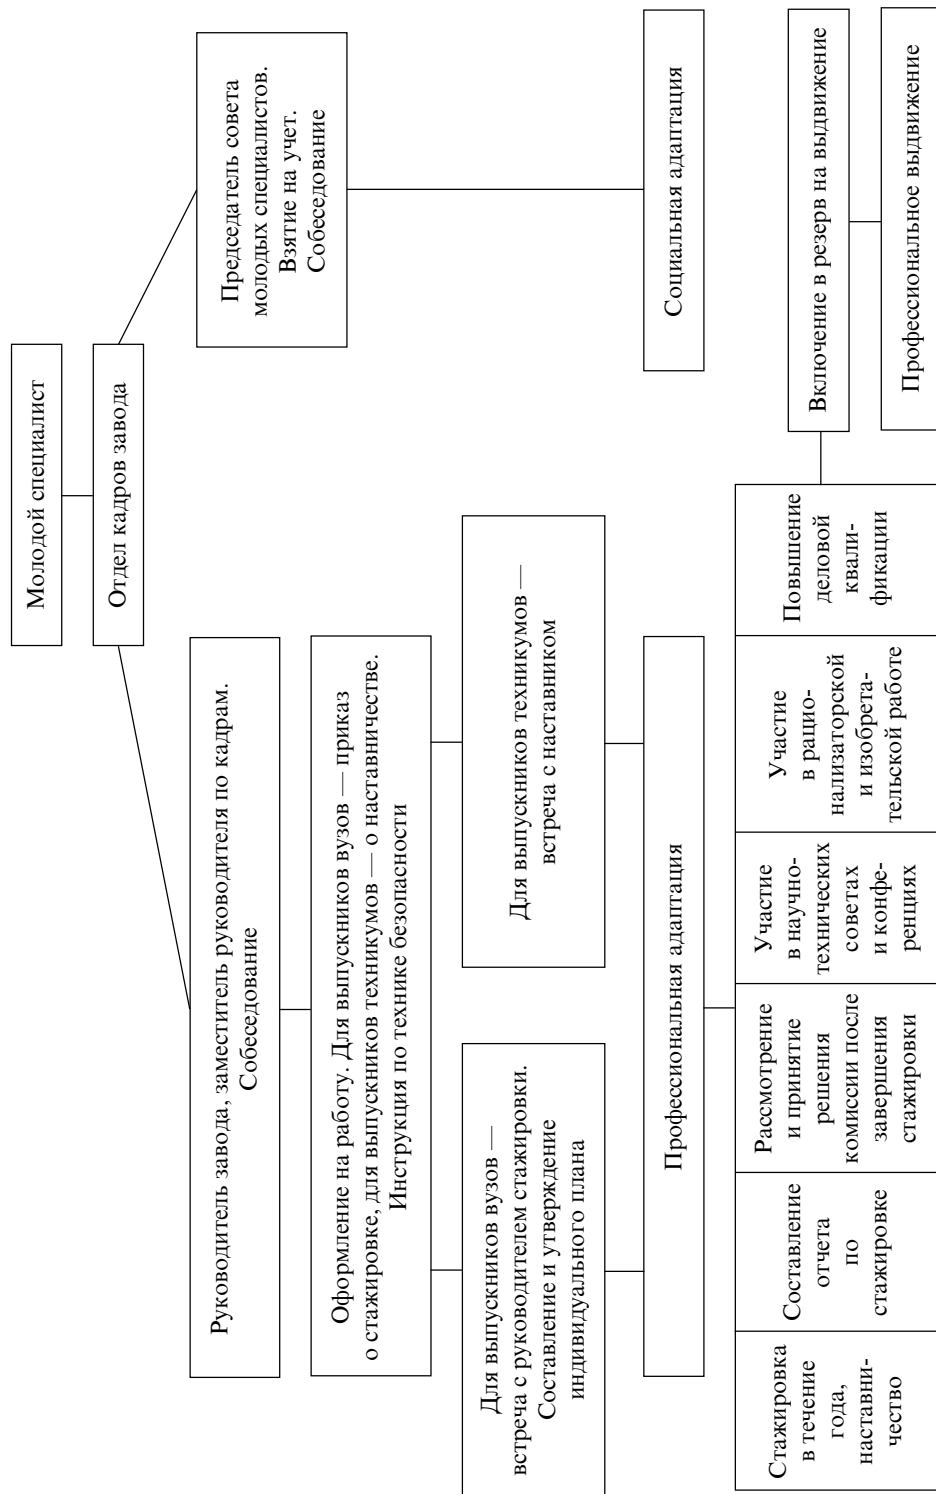 Молодой специалист
Отдел кадров завода
Руководитель завода, заместитель руководителя по кадрам.
Собеседование
Председатель совета
молодых специалистов.
Взятие на учет.
Собеседование
Оформление на работу. Для выпускников вузов — приказ
о стажировке, для выпускников техникумов — о наставничестве.
Инструкция по технике безопасности
Для выпускников вузов —
встреча с руководителем стажировки.
Составление и утверждение
индивидуального плана
Для выпускников техникумов —
встреча с наставником
Профессиональная адаптация
Социальная адаптация
Стажировка
в течение
года,
наставни-
чество
Составление
отчета
по
стажировке
Рассмотрение
и принятие
решения
комиссии после
завершения
стажировки
Участие
в научно-
технических
советах
и конфе-
ренциях
Участие
в рацио-
нализаторской
и изобрета-
тельской работе
Повышение
деловой
квали-
фикации
Включение в резерв на выдвижение
Профессиональное выдвижение